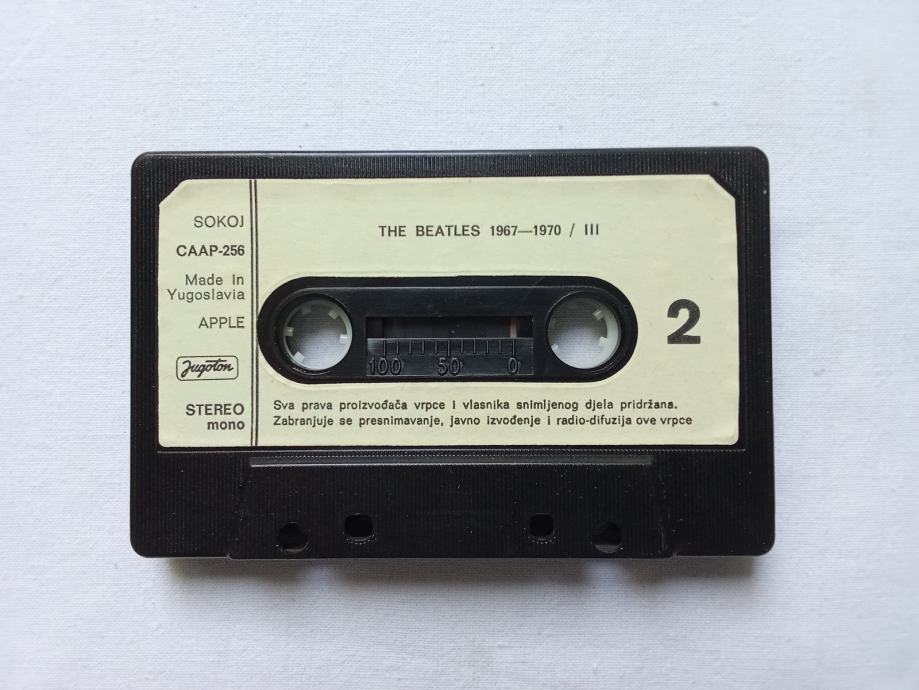 SOKOJ
CAAP-256
Made in
Yugoslavia
APPLE
Jugoton
STEREO
mono
THE BEATLES 1967—1970 / III
2
100 50 0
Sva prava proizvođača vrpce i vlasnika snimljenog djela pridržana.
Zabranjuje se presnimavanje, javno izvođenje i radio-difuzija ove vrpce